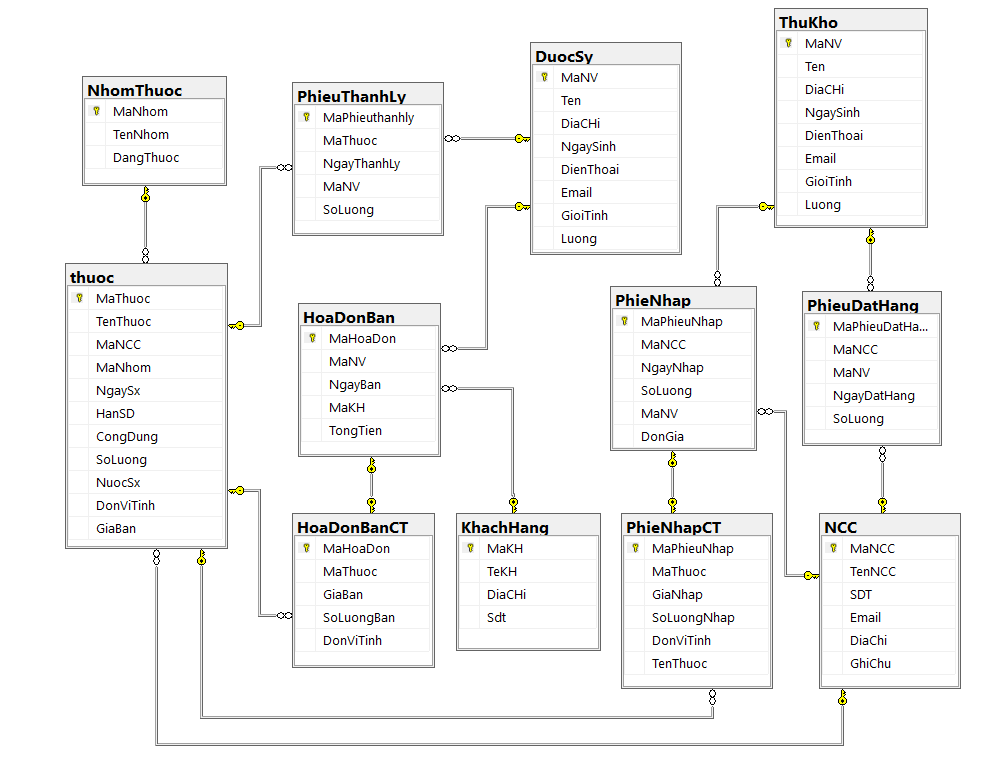 NhomThuoc
MaNhom
TenNhom
DangThuoc
PhieuThanhLy
MaPhieuthanhly
MaThuoc
NgayThanhLy
MaNV
SoLuong
DuocSy
MaNV
Ten
DiaCHi
NgaySinh
DienThoai
Email
GioiTinh
Luong
ThuKho
MaNV
Ten
DiaCHi
NgaySinh
DienThoai
Email
GioiTinh
Luong
thuoc
MaThuoc
TenThuoc
MaNCC
MaNhom
NgaySx
HanSD
CongDung
SoLuong
NuocSx
DonViTinh
GiaBan
HoaDonBan
MaHoaDon
MaNV
NgayBan
MaKH
TongTien
PhieNhap
MaPhieuNhap
MaNCC
NgayNhap
SoLuong
MaNV
DonGia
PhieuDatHang
MaPhieuDatHa...
MaNCC
MaNV
NgayDatHang
SoLuong
HoaDonBanCT
MaHoaDon
MaThuoc
GiaBan
SoLuongBan
DonViTinh
KhachHang
MaKH
TeKH
DiaCHi
Sdt
PhieNhapCT
MaPhieuNhap
MaThuoc
GiaNhap
SoLuongNhap
DonViTinh
TenThuoc
NCC
MaNCC
TenNCC
SDT
Email
DiaChi
GhiChu